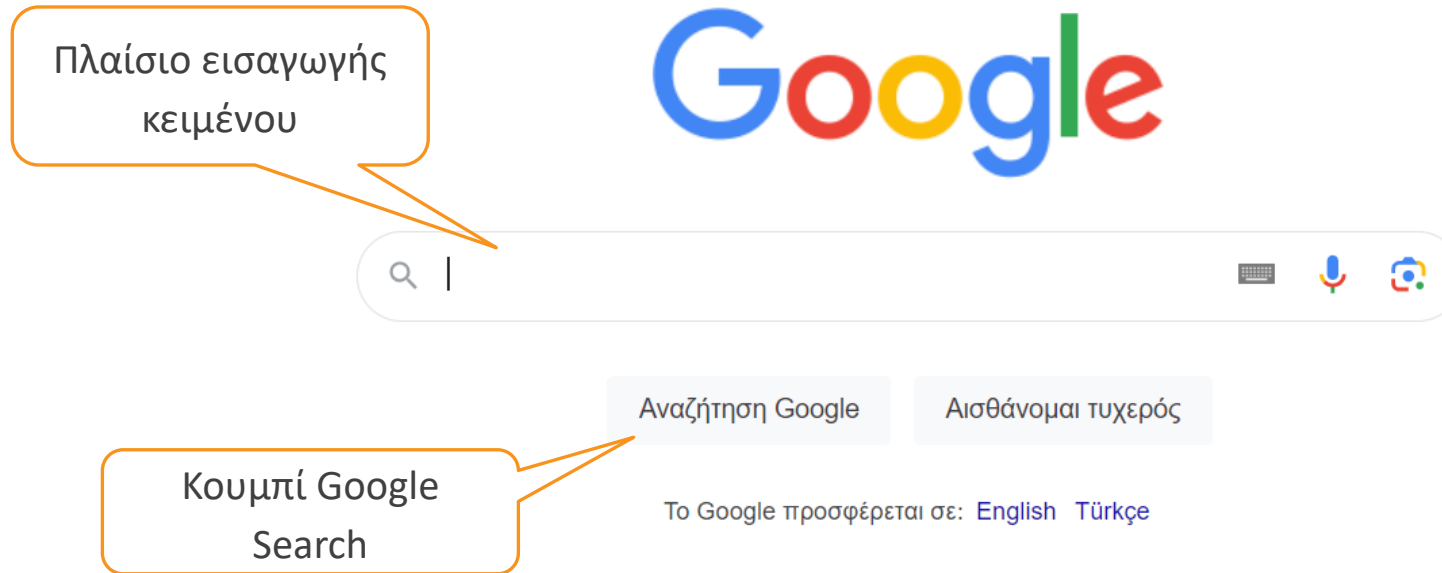 Πλαίσιο εισαγωγής
κειμένου
Google
Αναζήτηση Google
Αισθάνομαι τυχερός
Κουμπί Google
Search
Το Google προσφέρεται σε: English Türkçe